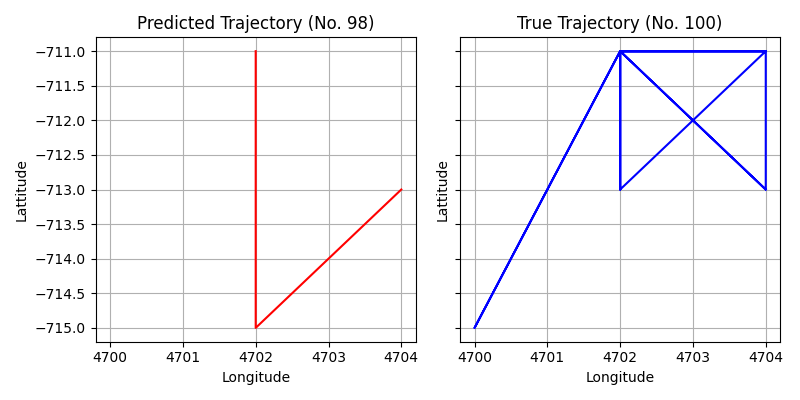 Predicted Trajectory (No. 98)
Lattitude
−711.0
−711.5
−712.0
−712.5
−713.0
−713.5
−714.0
−714.5
−715.0
4700 4701 4702 4703 4704
Longitude
True Trajectory (No. 100)
Lattitude
4700 4701 4702 4703 4704
Longitude